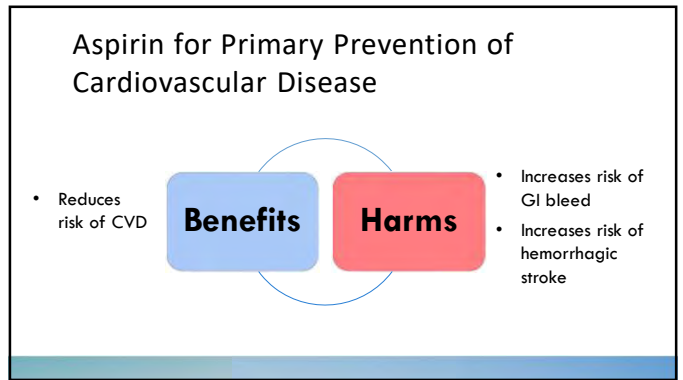 Aspirin for Primary Prevention of
Cardiovascular Disease
• Reduces
risk of CVD
Benefits
Harms
• Increases risk of
GI bleed
• Increases risk of
hemorrhagic
stroke